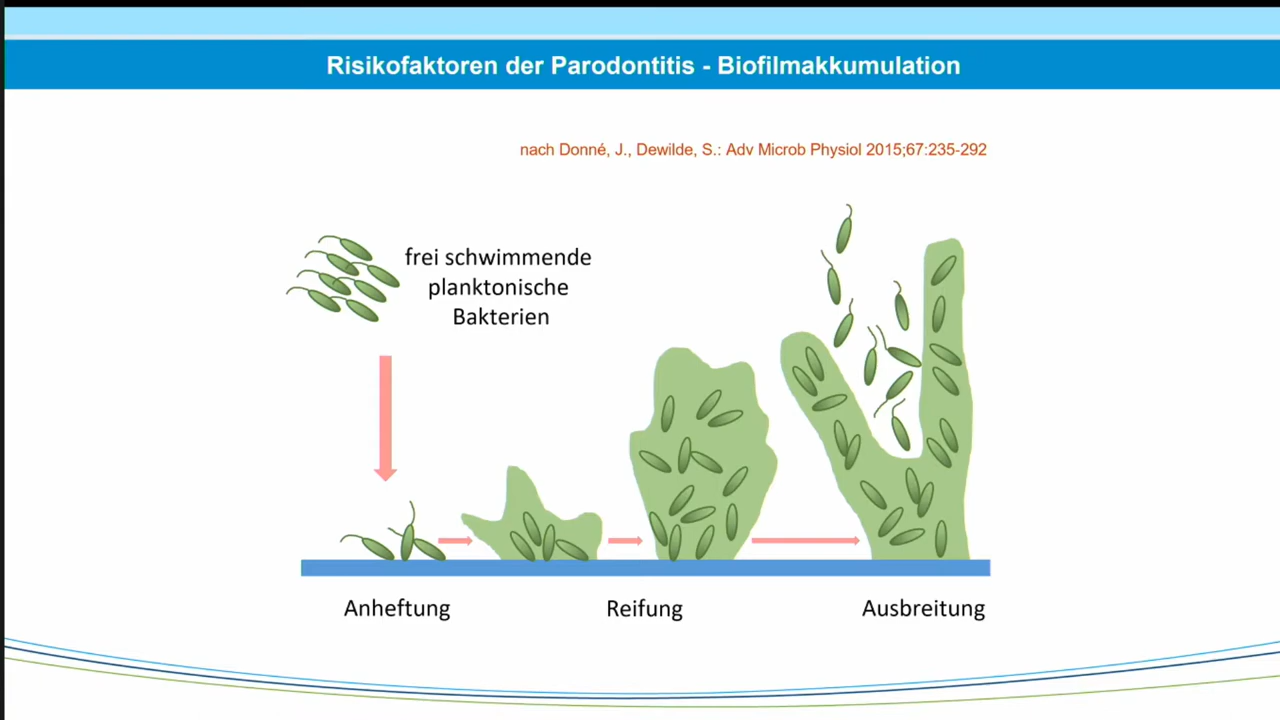 Risikofaktoren der Parodontitis - Biofilmakkumulation
nach Donné, J., Dewilde, S.: Adv Microb Physiol 2015;67:235-292
frei schwimmende
planktonische
Bakterien
Anheftung
Reifung
Ausbreitung